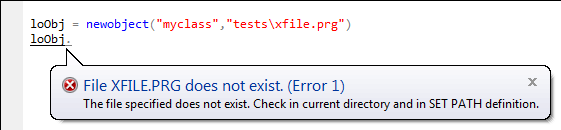 loObj = newobject("myclass","tests\xfile.prg")
loObj.
File XFILE.PRG does not exist. (Error 1)
The file specified does not exist. Check in current directory and in SET PATH definition.